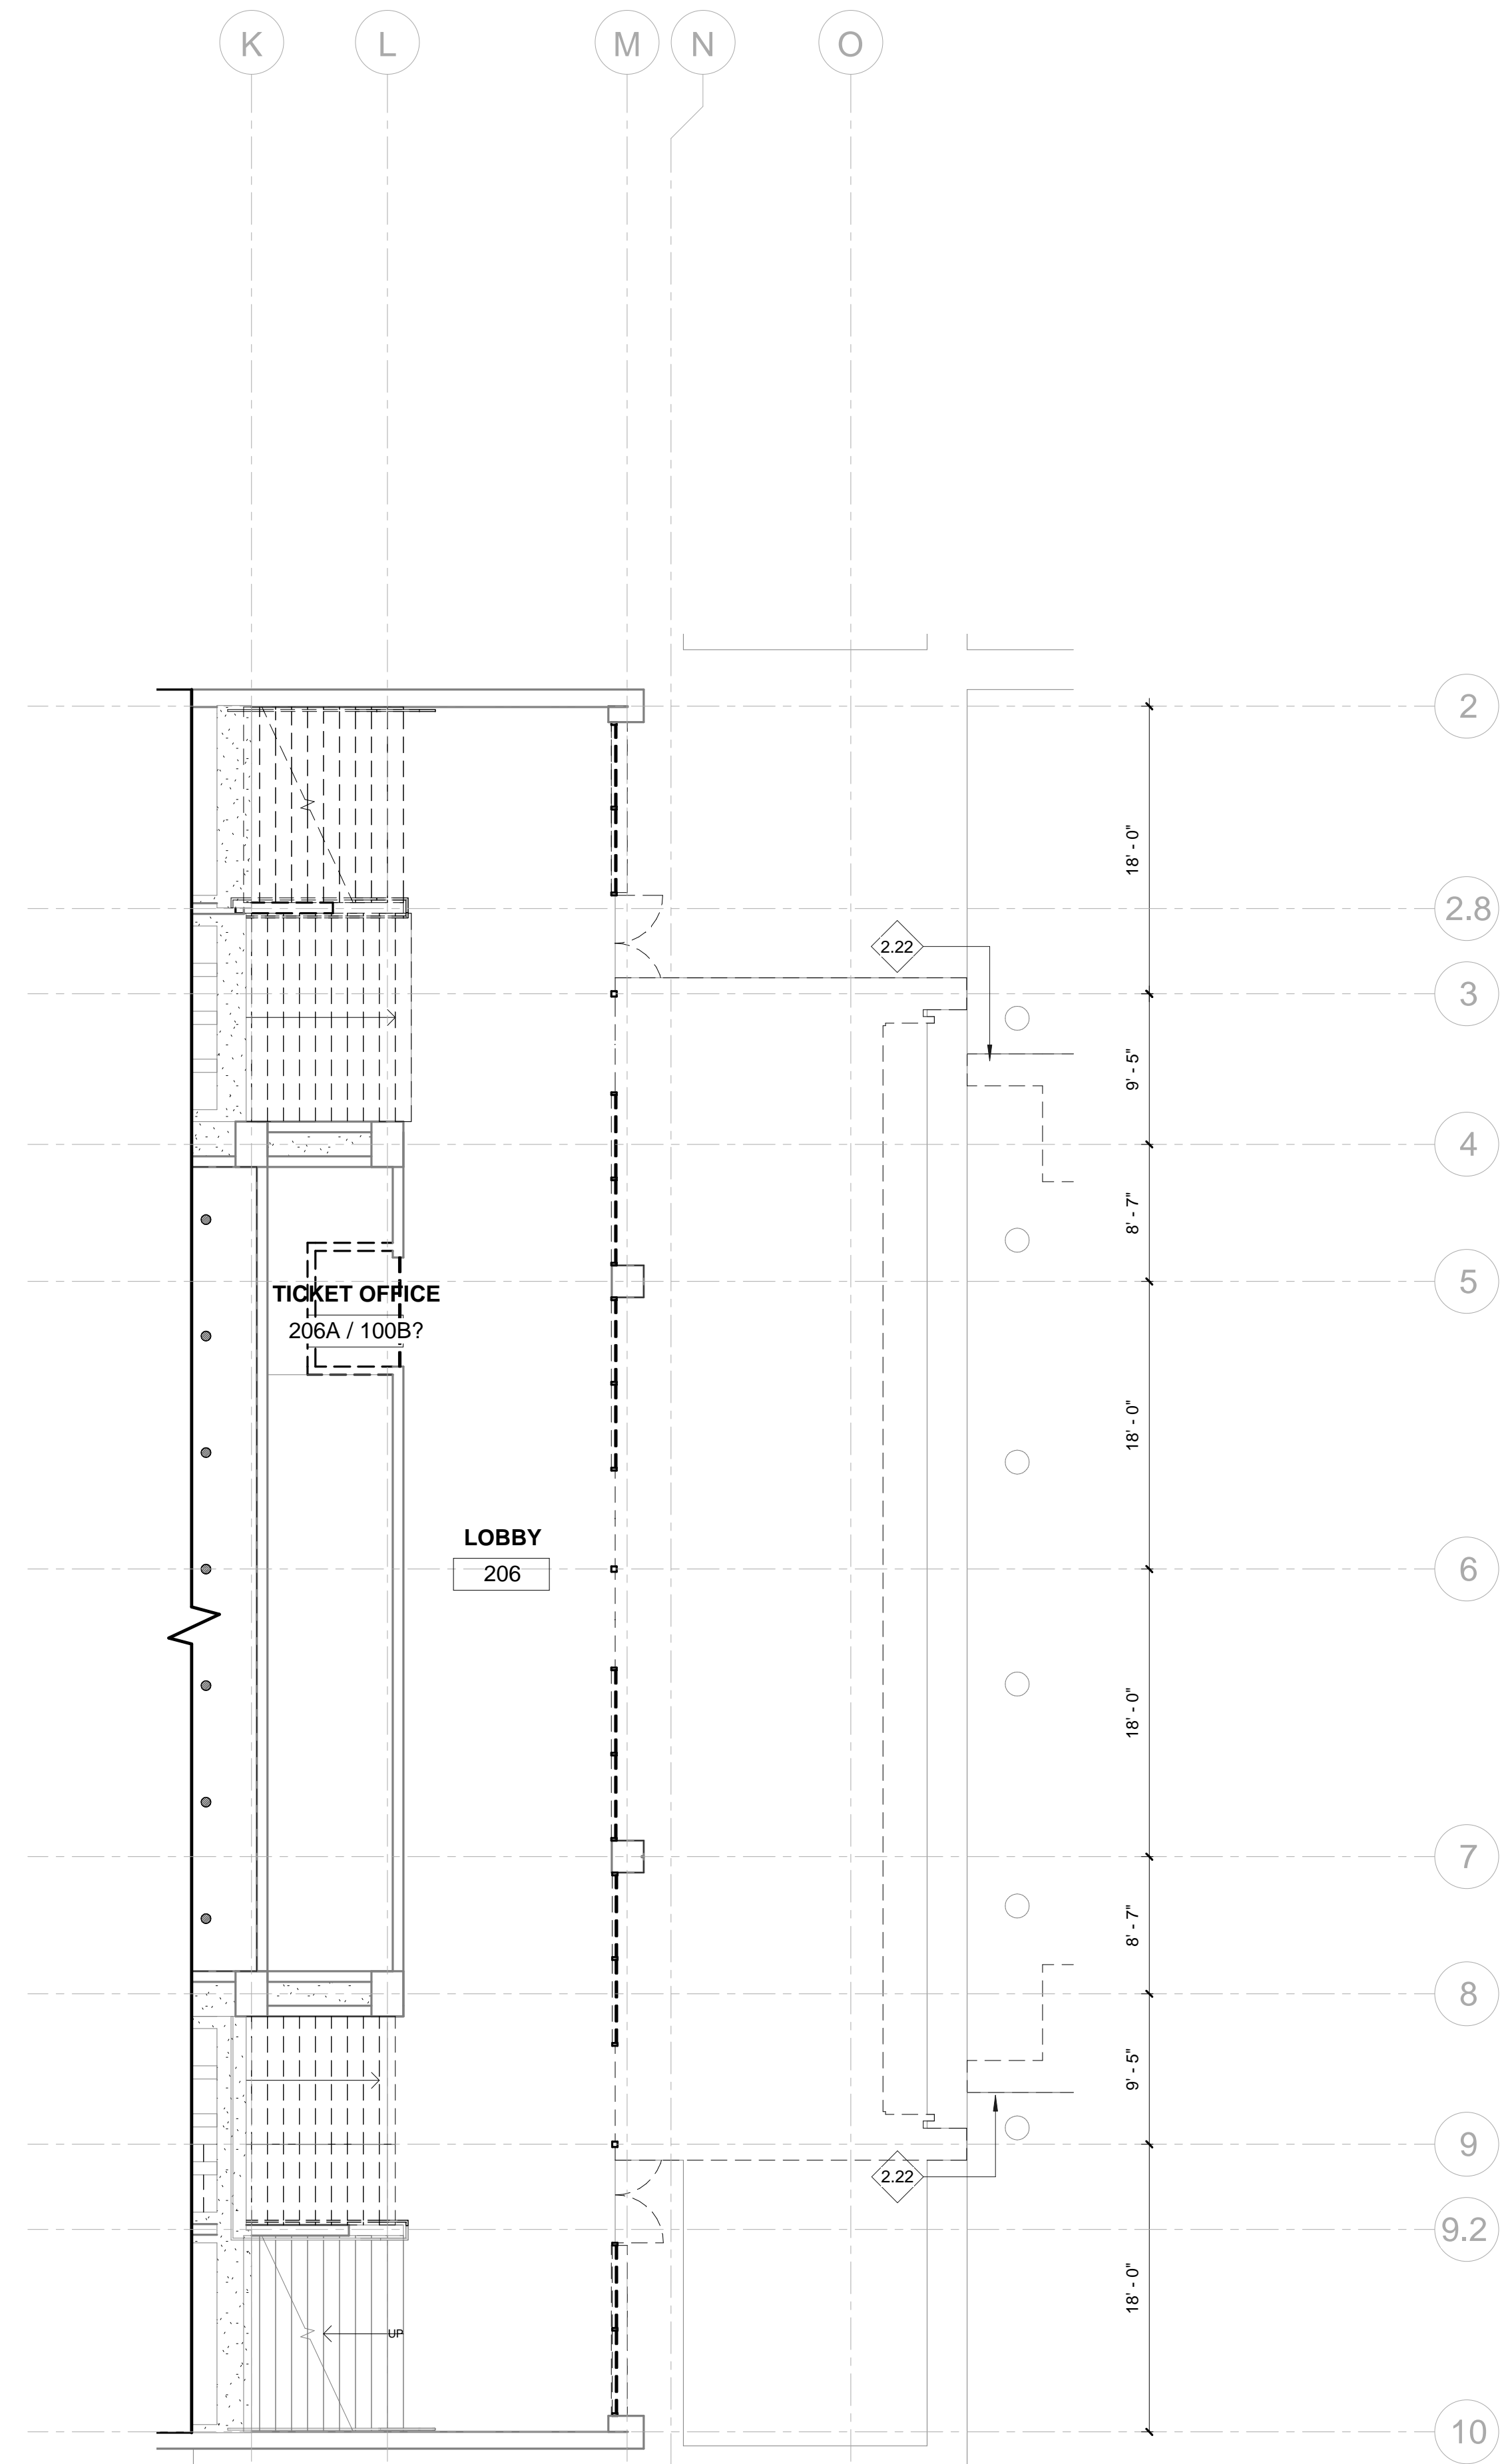 K L M N O
2
18' - 0"
2.8
2.22
3
9' - 5"
4
8' - 7"
5
TICKET OFFICE
206A / 100B?
18' - 0"
LOBBY
206
6
18' - 0"
7
8' - 7"
8
9' - 5"
9
2.22
9.2
18' - 0"
UP
10